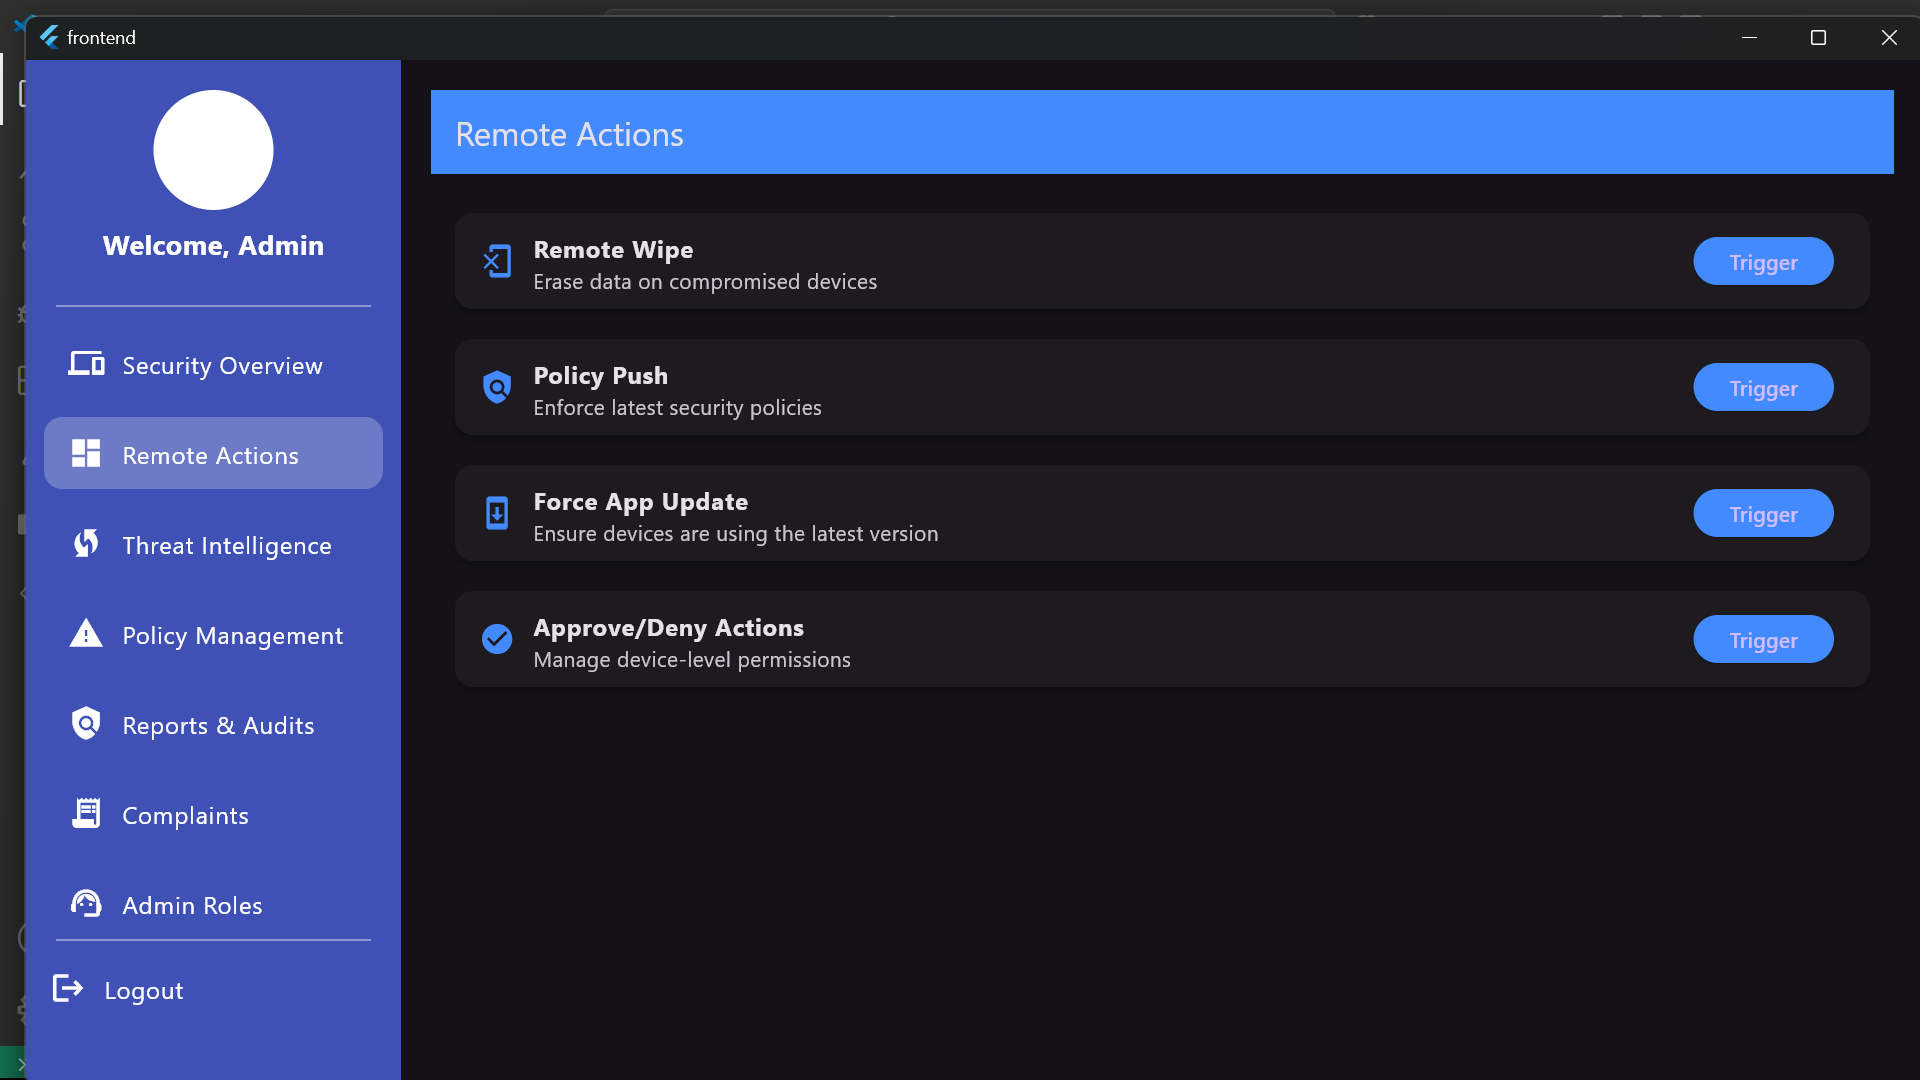 frontend
Welcome, Admin
Security Overview
Remote Actions
Threat Intelligence
Policy Management
Reports & Audits
Complaints
Admin Roles
Logout
Remote Actions
Remote Wipe
Erase data on compromised devices
Trigger
Policy Push
Enforce latest security policies
Trigger
Force App Update
Ensure devices are using the latest version
Trigger
Approve/Deny Actions
Manage device-level permissions
Trigger